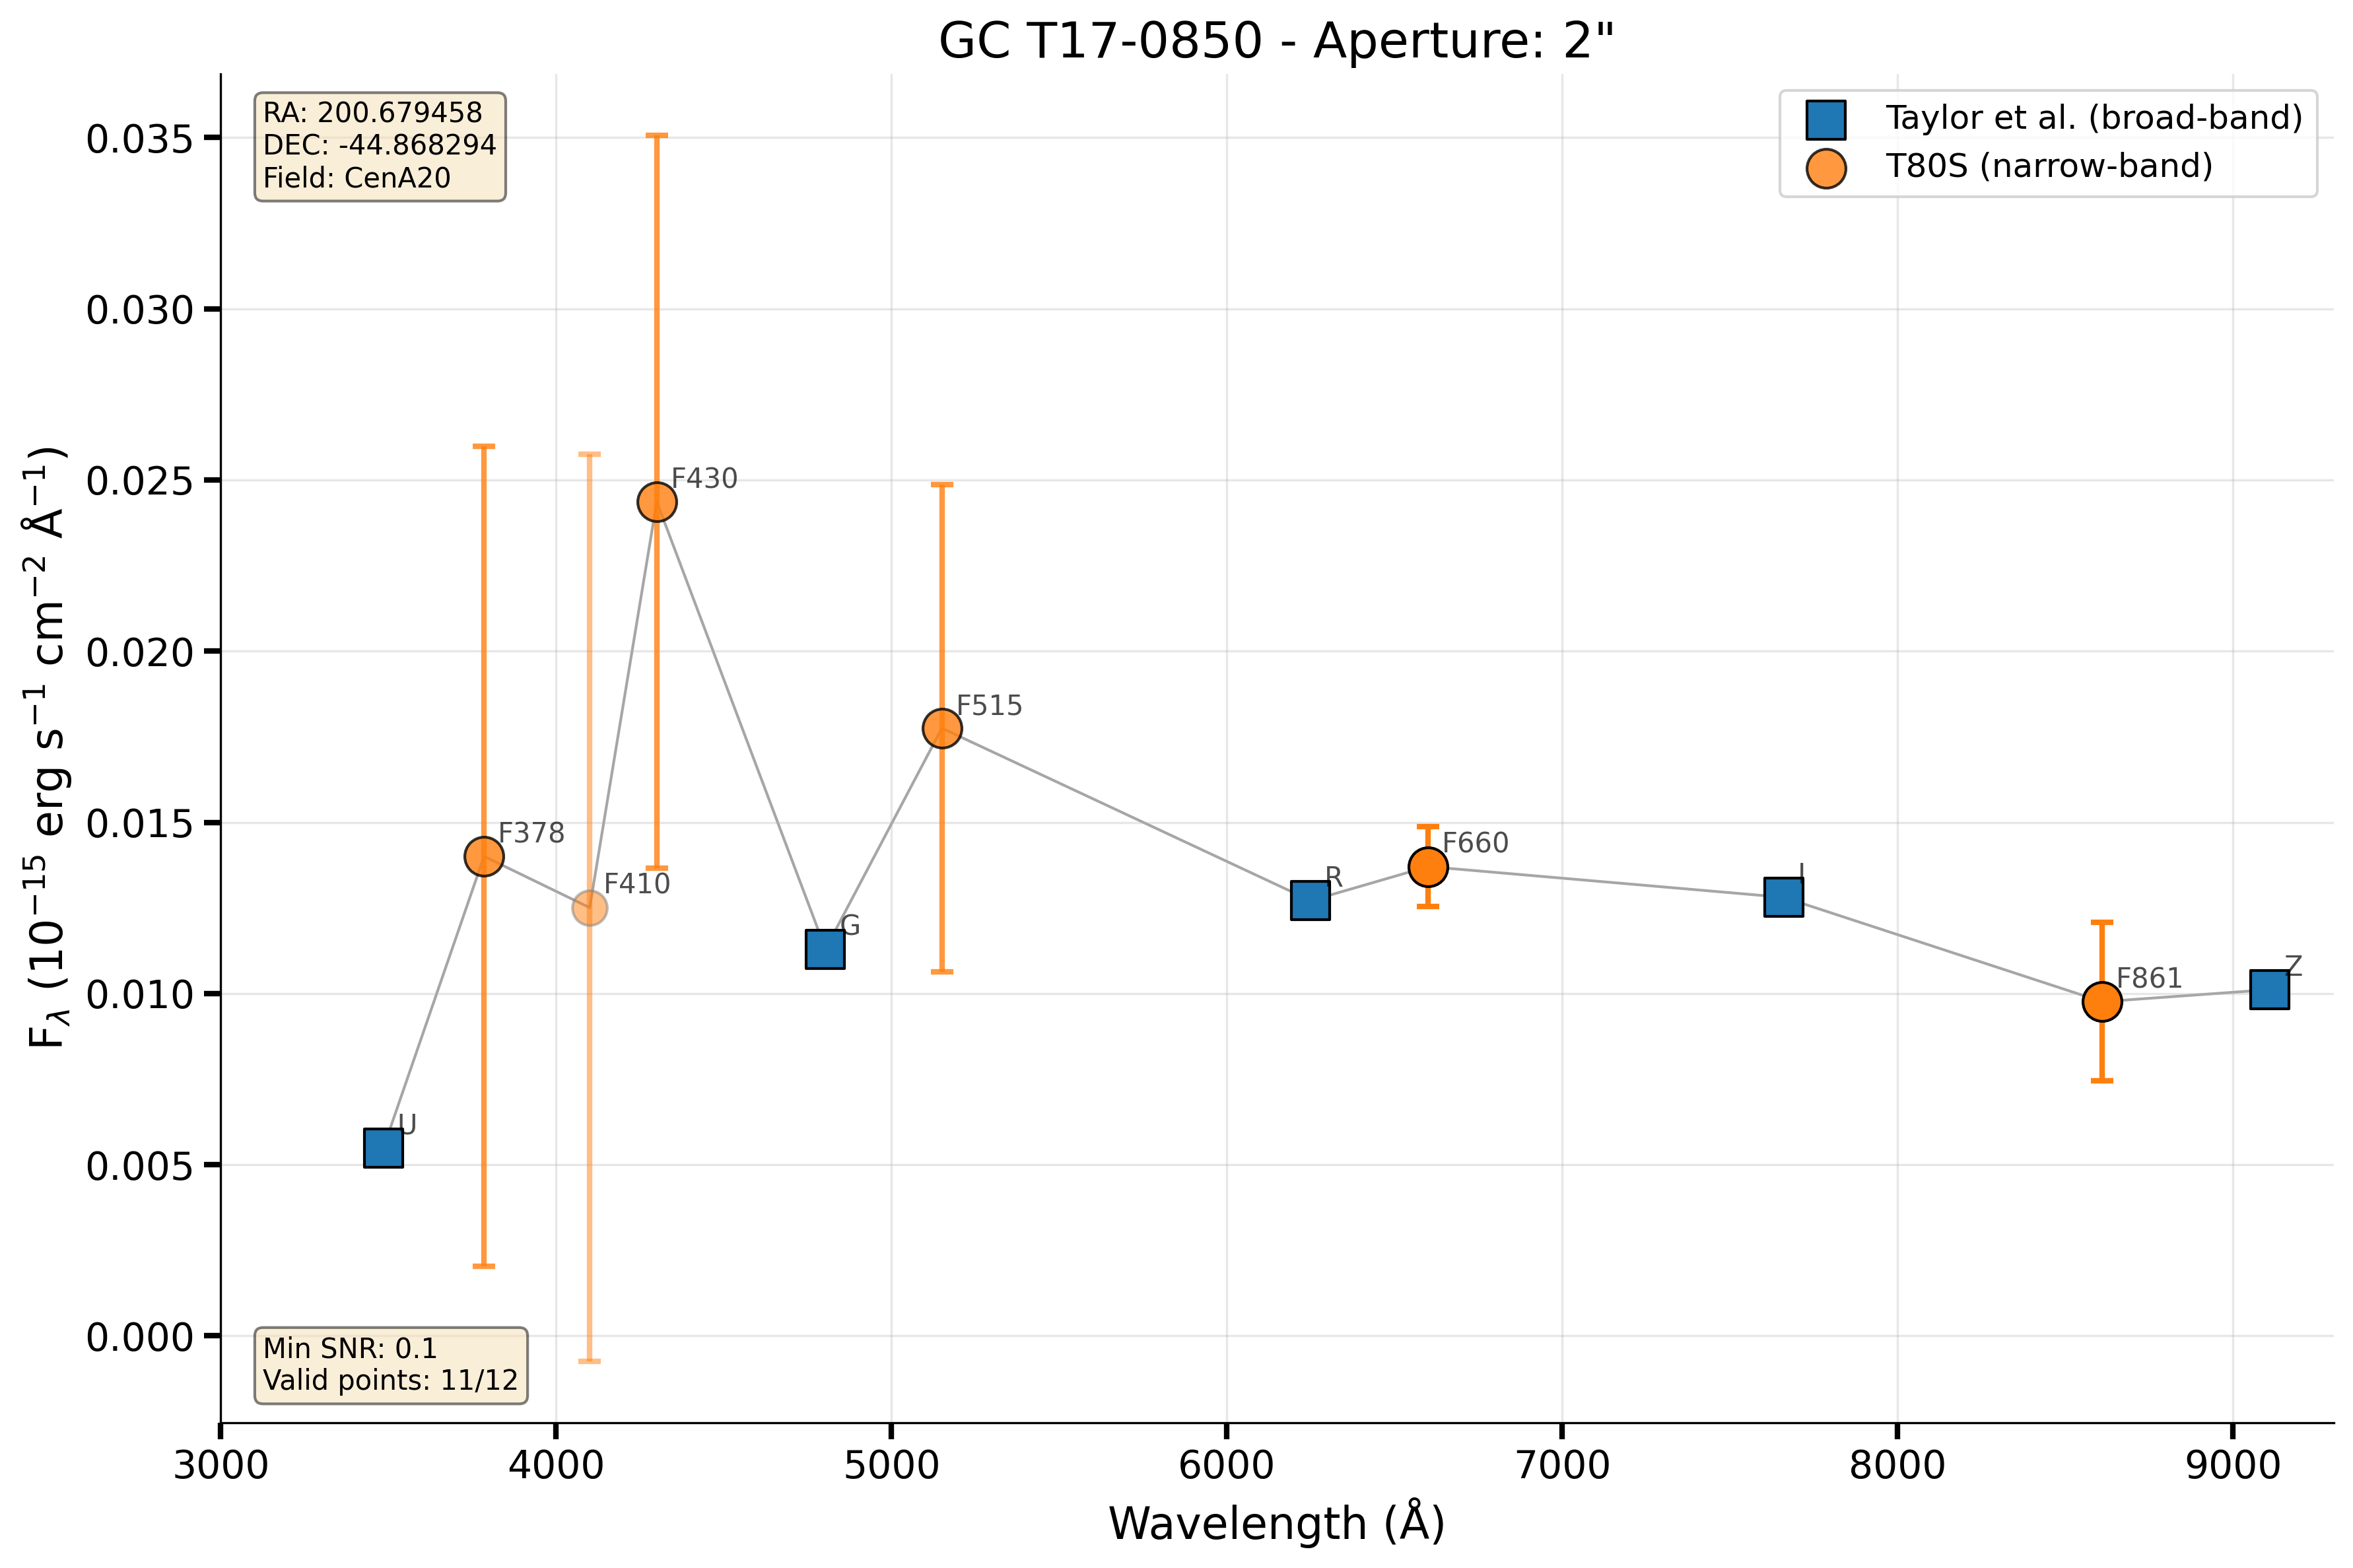 GC T17-0850 - Aperture: 2"
RA: 200.679458
DEC: -44.868294
Field: CenA20
Taylor et al. (broad-band)
T80S (narrow-band)
0.035
0.030
0.025
0.020
0.015
0.010
0.005
0.000
F_λ (10⁻¹⁵ erg s⁻¹ cm⁻² Å⁻¹)
F430
F515
F378
F410
F660
R
I
G
F861
Z
U
Min SNR: 0.1
Valid points: 11/12
3000 4000 5000 6000 7000 8000 9000
Wavelength (Å)